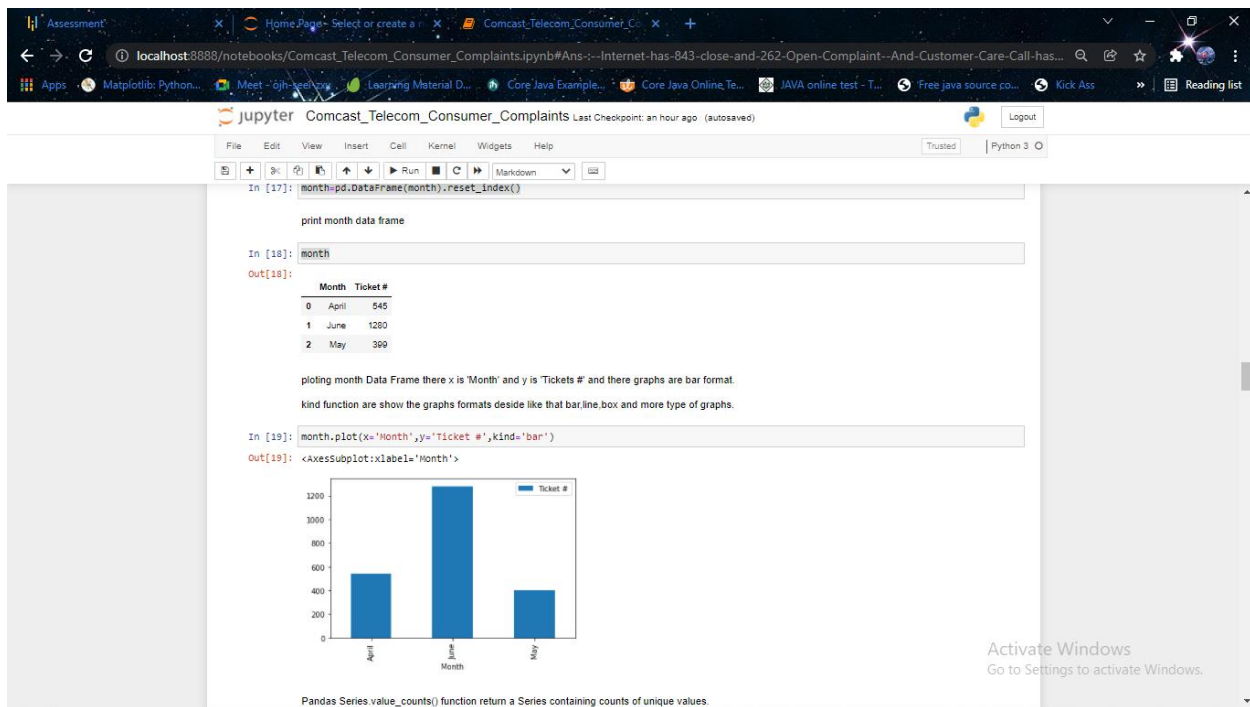 Assessment
Home Page - Select or create a n
Comcast_Telecom_Consumer_Co
localhost:8888/notebooks/Comcast_Telecom_Consumer_Complaints.ipynb#Ans-:--Internet-has-843-close-and-262-Open-Complaint--And-Customer-Care-Call-has...
Apps
Matplotlib: Python...
Meet -
Learning Material D...
Core Java Example...
Core Java Online Te...
JAVA online test - T...
Free java source co...
Kick Ass
»
Reading list
jupyter Comcast_Telecom_Consumer_Complaints Last Checkpoint: an hour ago (autosaved)
Logout
File Edit View Insert Cell Kernel Widgets Help
Trusted
Python 3
Run
Markdown
In [17]: month=pd.DataFrame(month).reset_index()
print month data frame
In [18]: month
Out[18]:
Month Ticket #
0 April 545
1 June 1280
2 May 399
ploting month Data Frame there x is 'Month' and y is 'Tickets #' and there graphs are bar format.
kind function are show the graphs formats deside like that bar,line,box and more type of graphs.
In [19]: month.plot(x='Month',y='Ticket #',kind='bar')
Out[19]: <AxesSubplot:xlabel='Month'>
Ticket #
1200
1000
800
600
400
200
0
April
June
May
Month
Activate Windows
Go to Settings to activate Windows.
Pandas Series.value_counts() function return a Series containing counts of unique values.